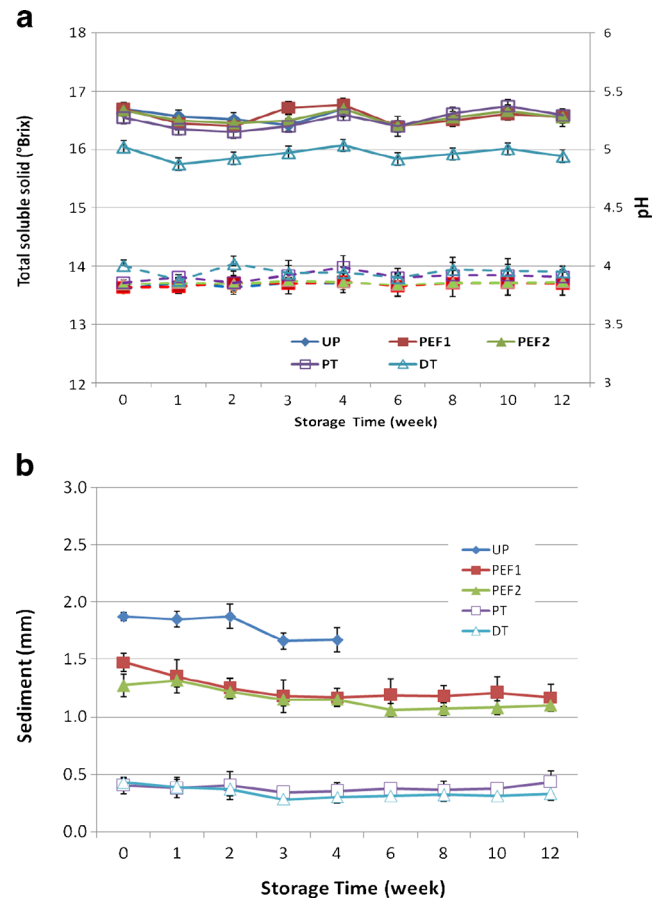 a
18
17
16
15
14
13
12
6
5.5
5
4.5
4
3.5
3
Total soluble solid (°Brix)
pH
UP PEF1 PEF2
PT DT
0 1 2 3 4 6 8 10 12
Storage Time (week)
b
3.0
2.5
2.0
1.5
1.0
0.5
0.0
Sediment (mm)
UP
PEF1
PEF2
PT
DT
0 1 2 3 4 6 8 10 12
Storage Time (week)